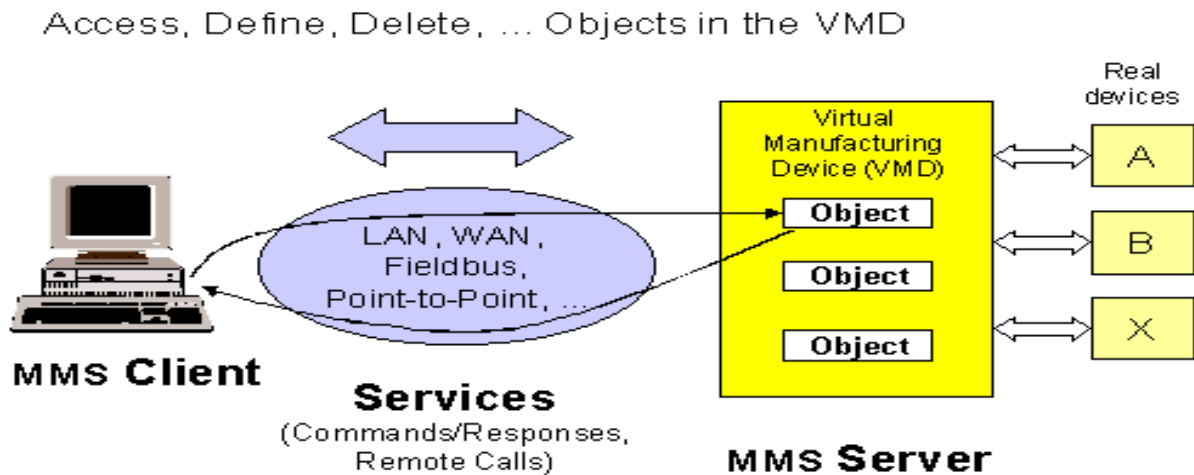 Access, Define, Delete, ... Objects in the VMD
Real
devices
Virtual
Manufacturing
Device (VMD)
A
Object
LAN, WAN,
Fieldbus,
Point-to-Point, ...
B
Object
X
Object
MMS Client
Services
(Commands/Responses,
Remote Calls)
MMS Server